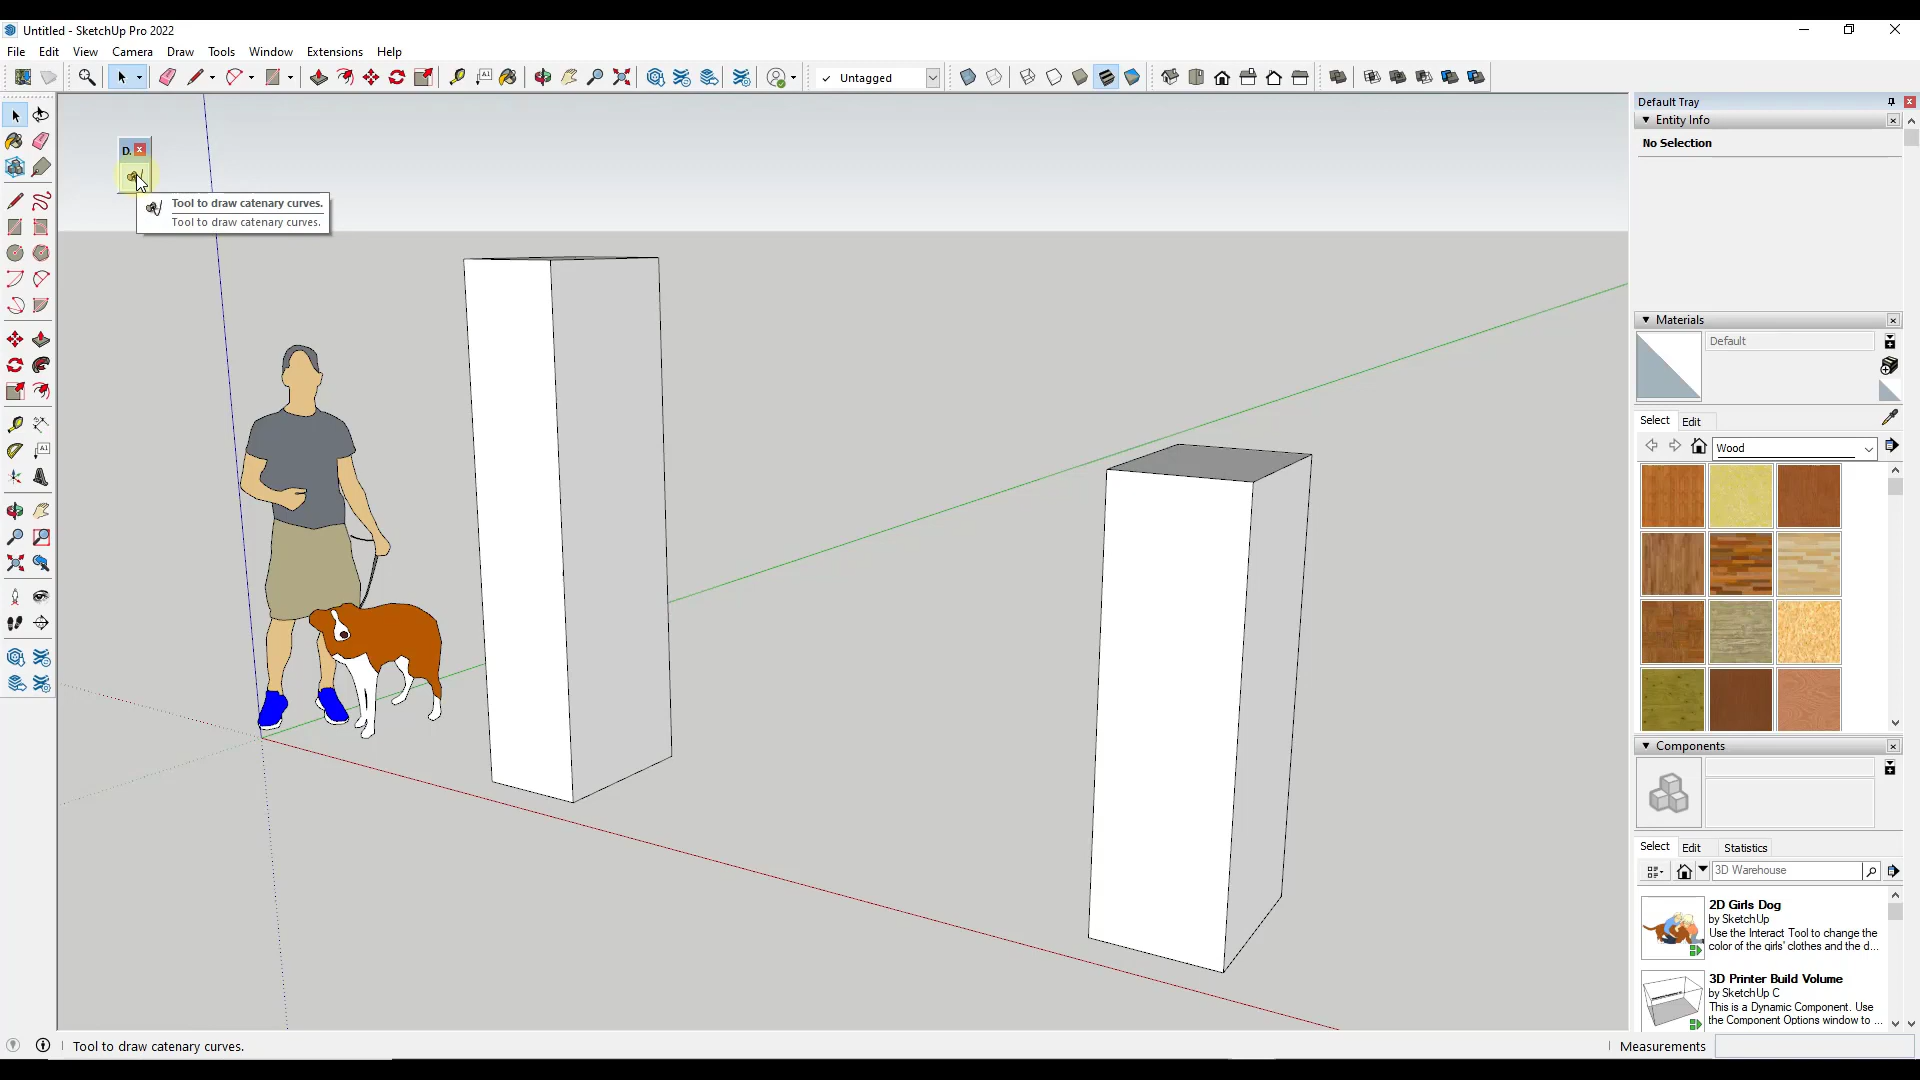 Untitled - SketchUp Pro 2022
File Edit View Camera Draw Tools Window Extensions Help
Untagged
Default Tray
Entity Info
No Selection
D.
Tool to draw catenary curves.
Tool to draw catenary curves.
Materials
Default
Select Edit
Wood
Components
Select Edit Statistics
3D Warehouse
2D Girls Dog
by SketchUp
Use the Interact Tool to change the
color of the girls' clothes and the d...
3D Printer Build Volume
by SketchUp C
This is a Dynamic Component. Use
the Component Options window to ...
Tool to draw catenary curves.
Measurements